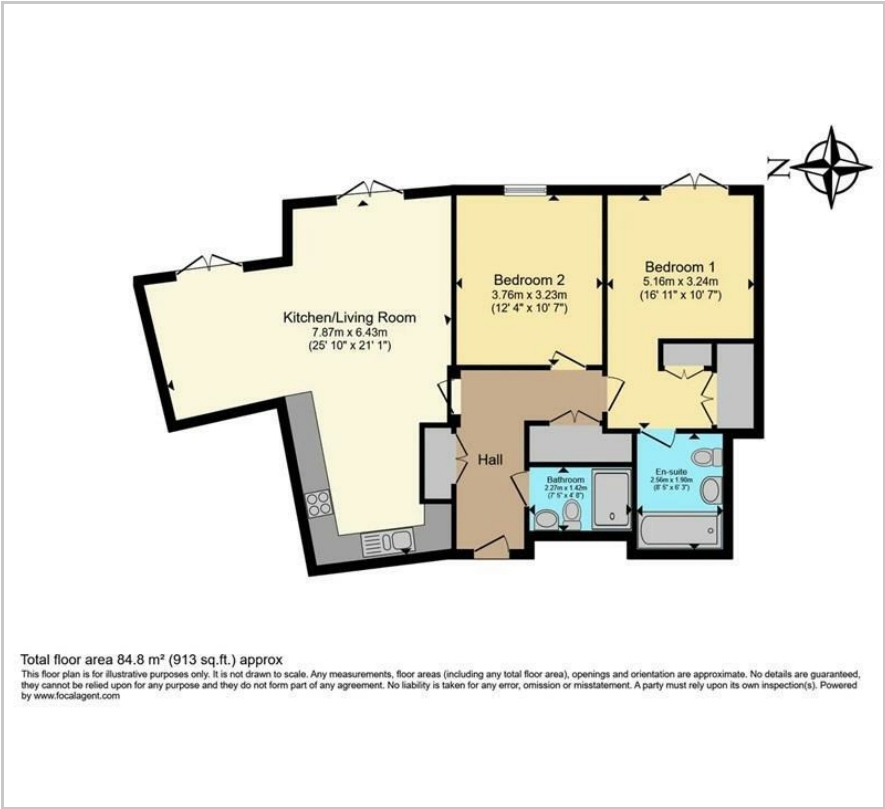 N
Kitchen/Living Room
7.87m x 6.43m
(25' 10" x 21' 1")
Bedroom 2
3.76m x 3.23m
(12' 4" x 10' 7")
Bedroom 1
5.16m x 3.24m
(16' 11" x 10' 7")
Hall
Bathroom
2.27m x 1.42m
(7' 5" x 4' 8")
En-suite
2.56m x 1.90m
(8' 5" x 6' 3")
Total floor area 84.8 m² (913 sq.ft.) approx
This floor plan is for illustrative purposes only. It is not drawn to scale. Any measurements, floor areas (including any total floor area), openings and orientation are approximate. No details are guaranteed,
they cannot be relied upon for any purpose and they do not form part of any agreement. No liability is taken for any error, omission or misstatement. A party must rely upon its own inspection(s). Powered
by www.focalagent.com